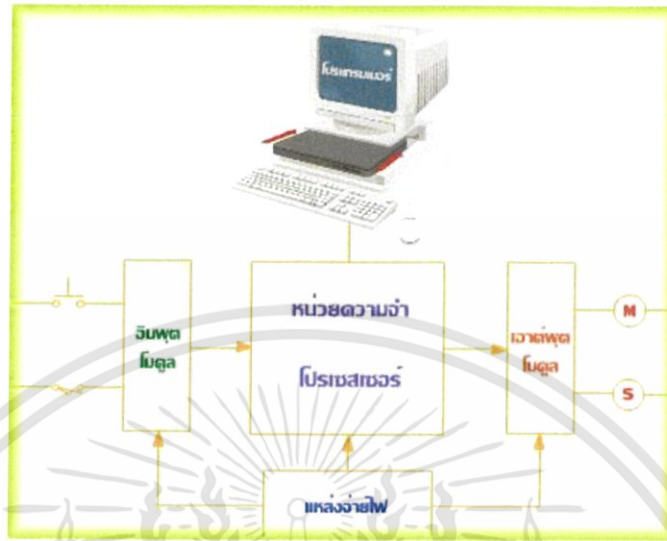 โปรแกรมเมอร์
หน่วยความจำ
โปรเซสเซอร์
อินพุต
โมดูล
เอาต์พุต
โมดูล
M
S
แหล่งจ่ายไฟ